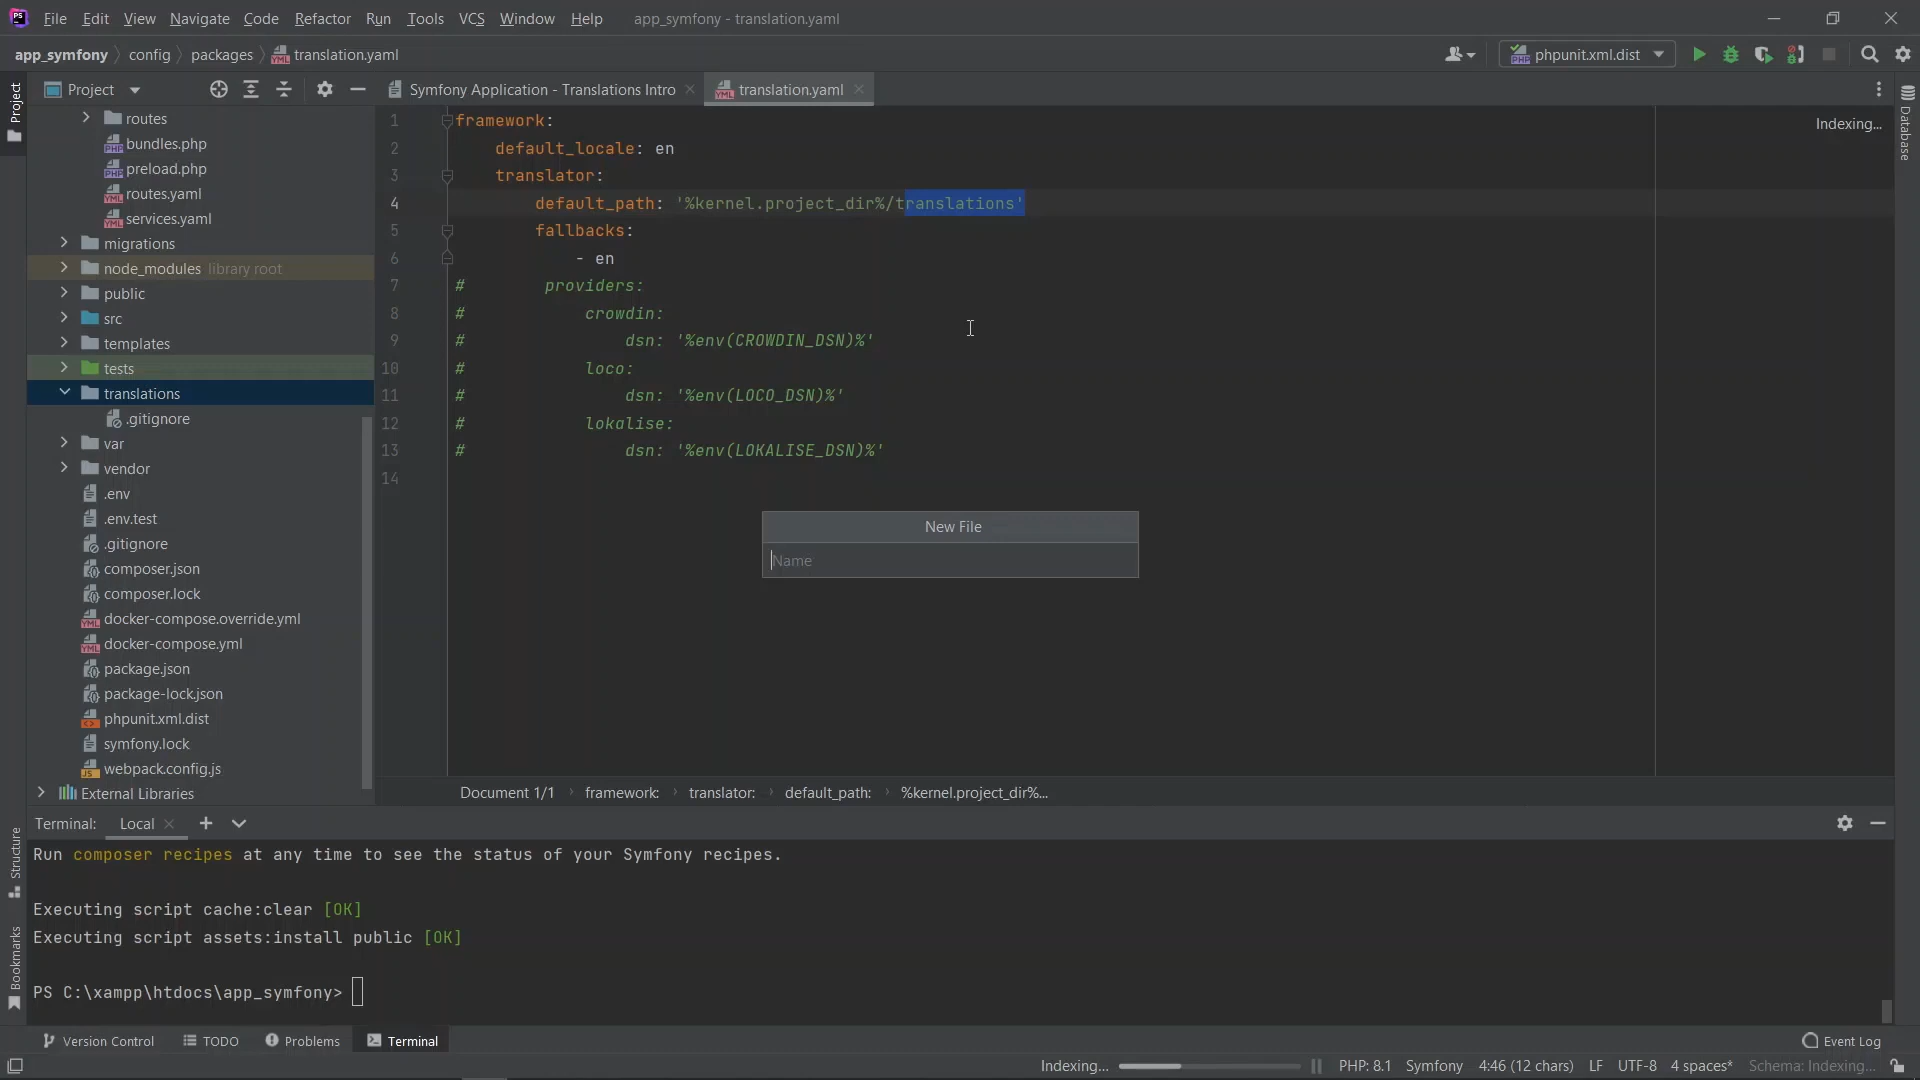 File Edit View Navigate Code Refactor Run Tools VCS Window Help app_symfony - translation.yaml
app_symfony config packages translation.yaml phpunit.xml.dist
Project
Project
Symfony Application - Translations Intro
translation.yaml
Database
routes
bundles.php
preload.php
routes.yaml
services.yaml
migrations
node_modules library root
public
src
templates
tests
translations
.gitignore
var
vendor
.env
.env.test
.gitignore
composer.json
composer.lock
docker-compose.override.yml
docker-compose.yml
package.json
package-lock.json
phpunit.xml.dist
symfony.lock
webpack.config.js
External Libraries
Indexing...
1 framework:
2 default_locale: en
3 translator:
4 default_path: '%kernel.project_dir%/translations'
5 fallbacks:
6 - en
7 # providers:
8 # crowdin:
9 # dsn: '%env(CROWDIN_DSN)%'
10 # loco:
11 # dsn: '%env(LOCO_DSN)%'
12 # lokalise:
13 # dsn: '%env(LOKALISE_DSN)%'
14
New File
Name
Document 1/1 framework: translator: default_path: %kernel.project_dir%...
Terminal: Local
Structure
Bookmarks
Run composer recipes at any time to see the status of your Symfony recipes.
Executing script cache:clear [OK]
Executing script assets:install public [OK]
PS C:\xampp\htdocs\app_symfony>
Version Control TODO Problems Terminal Event Log
Indexing... PHP: 8.1 Symfony 4:46 (12 chars) LF UTF-8 4 spaces* Schema: Indexing...